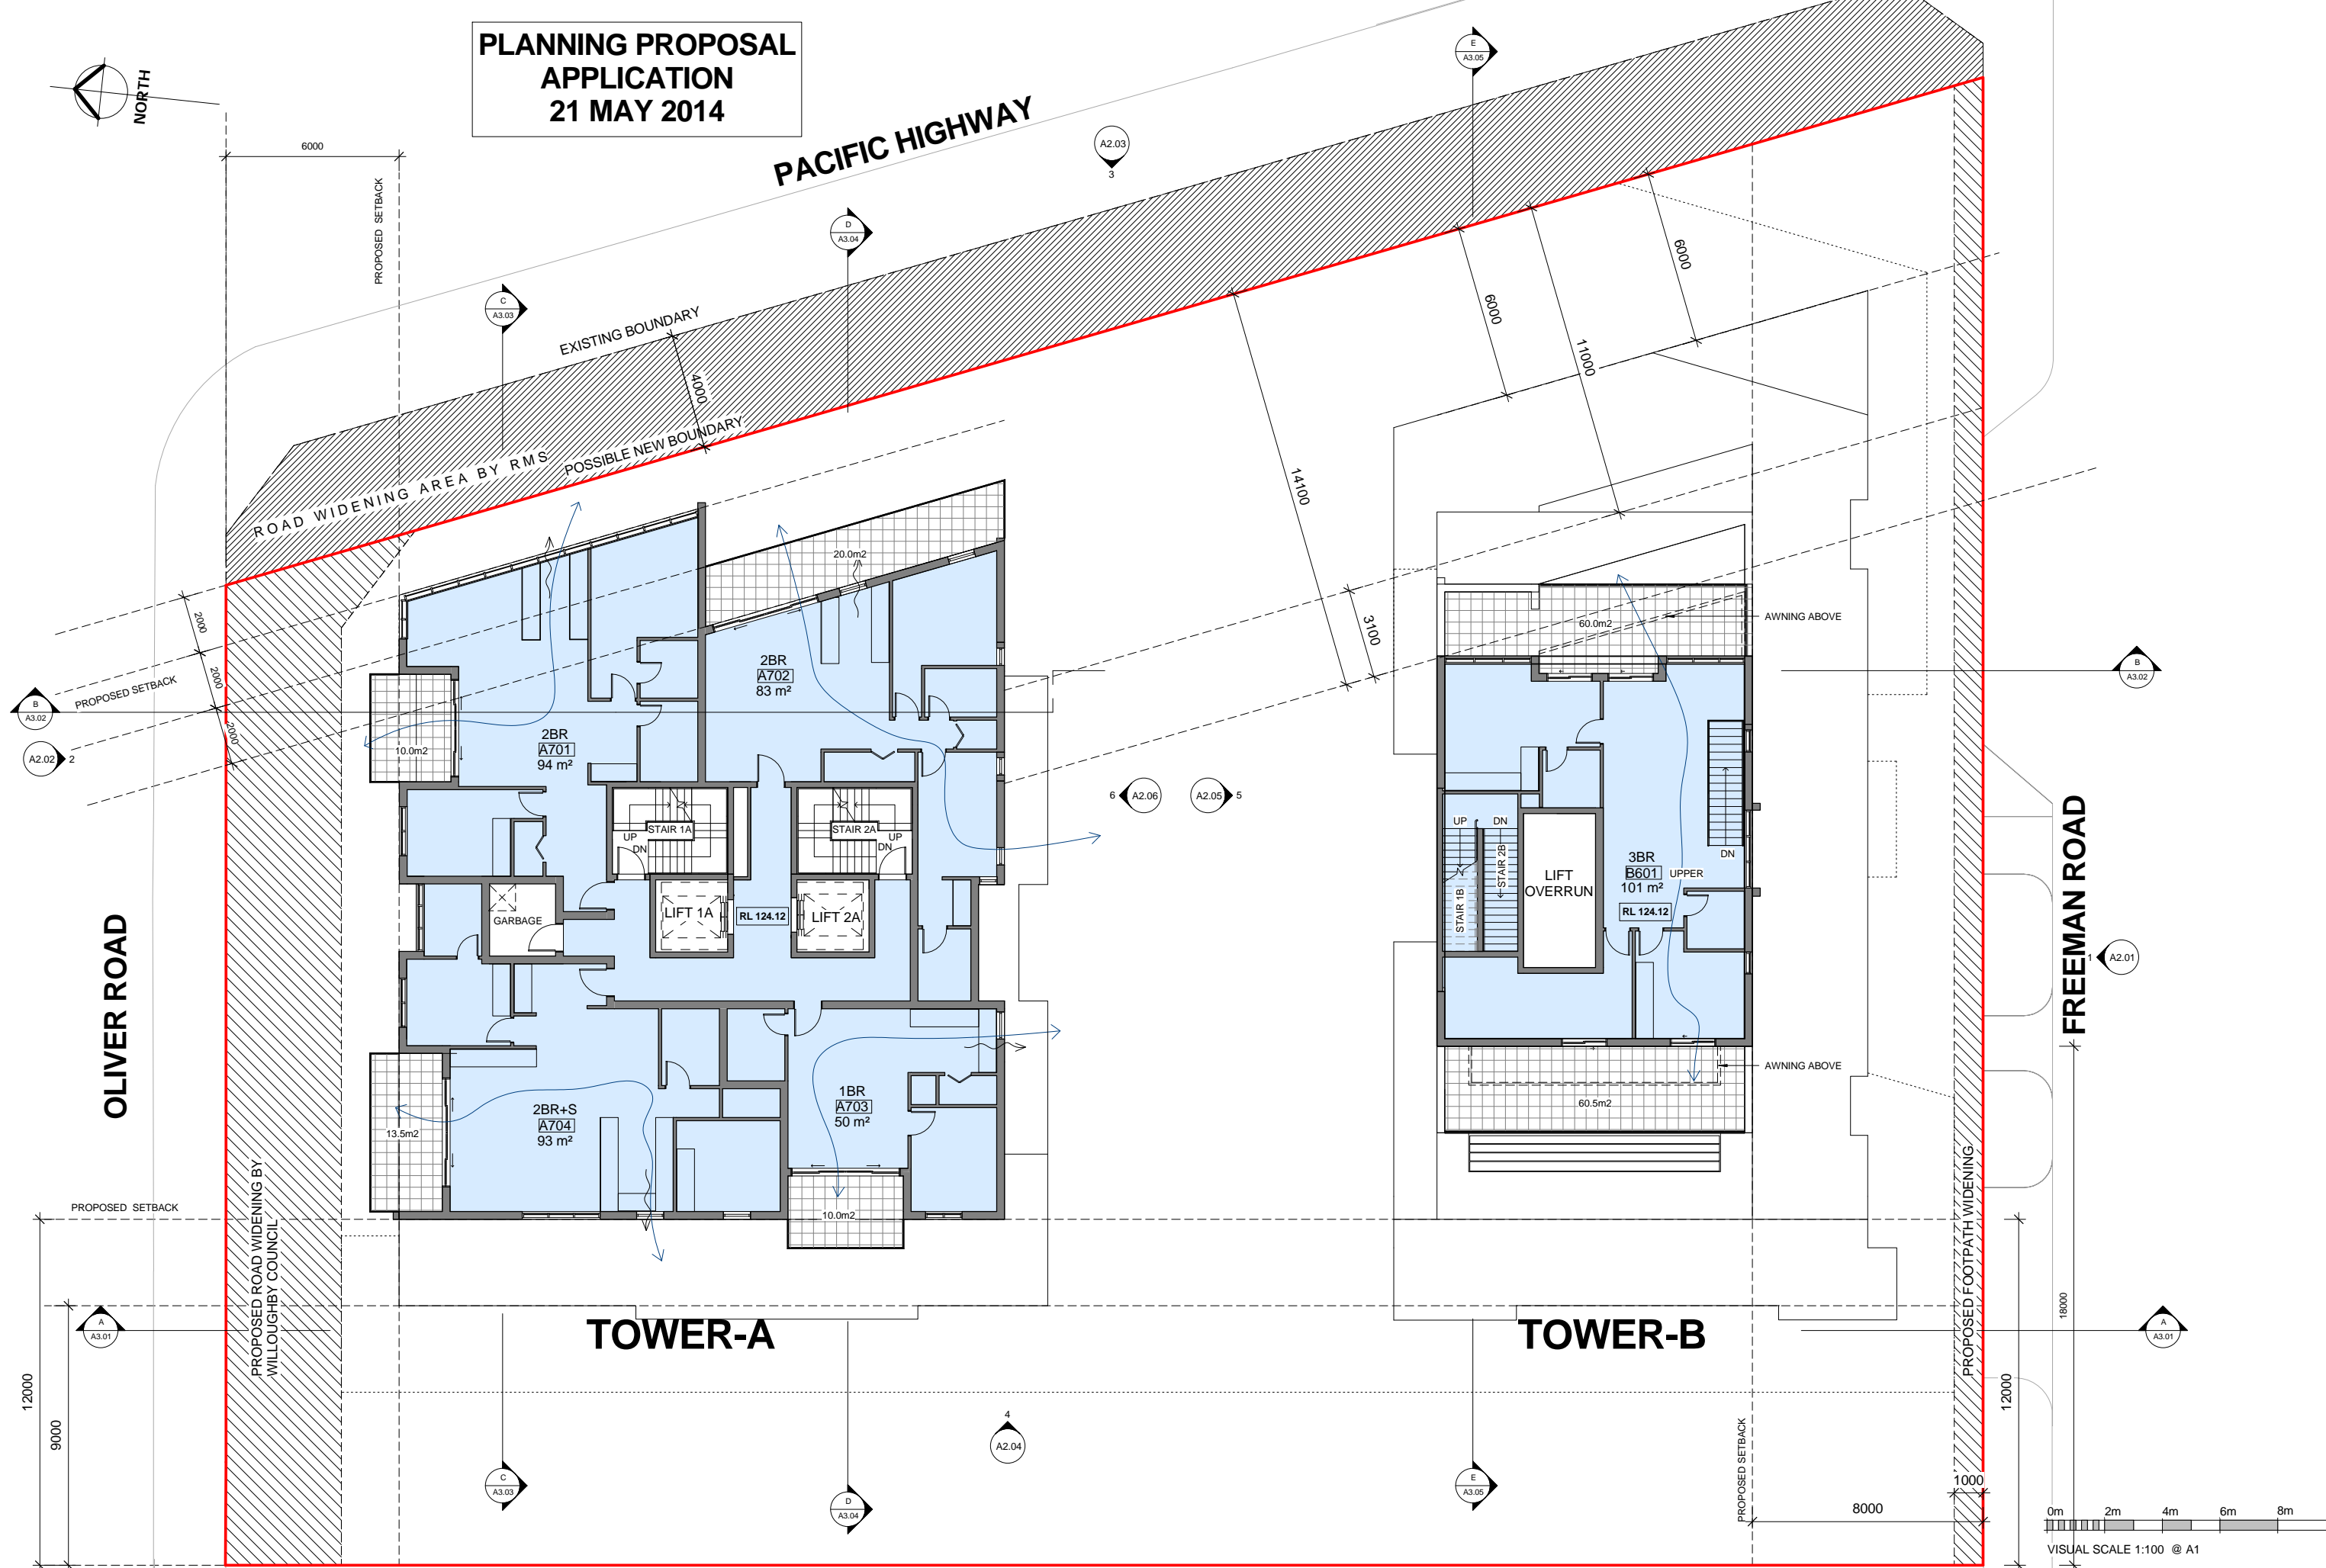 PLANNING PROPOSAL
APPLICATION
21 MAY 2014
NORTH
6000
PROPOSED SETBACK
PACIFIC HIGHWAY
A2.03
3
E
A3.05
D
A3.04
C
A3.03
EXISTING BOUNDARY
4000
POSSIBLE NEW BOUNDARY
ROAD WIDENING AREA BY RMS
6000
6000
11000
14100
3100
2000
2000
2000
PROPOSED SETBACK
B
A3.02
A2.02
2
20.0m2
2BR
A702
83 m²
2BR
A701
94 m²
10.0m2
STAIR 1A
UP
DN
STAIR 2A
UP
DN
LIFT 1A
RL 124.12
LIFT 2A
GARBAGE
2BR+S
A704
93 m²
13.5m2
1BR
A703
50 m²
10.0m2
6
A2.06
A2.05
5
60.0m2
AWNING ABOVE
B
A3.02
UP
DN
STAIR 1B
STAIR 2B
LIFT
OVERRUN
3BR
B601
101 m²
UPPER
RL 124.12
DN
AWNING ABOVE
60.5m2
1
A2.01
OLIVER ROAD
FREEMAN ROAD
PROPOSED SETBACK
PROPOSED ROAD WIDENING BY
WILLOUGHBY COUNCIL
A
A3.01
12000
9000
TOWER-A
TOWER-B
C
A3.03
D
A3.04
4
A2.04
E
A3.05
PROPOSED SETBACK
PROPOSED FOOTPATH WIDENING
18000
12000
A
A3.01
1000
8000
0m
2m
4m
6m
8m
VISUAL SCALE 1:100 @ A1